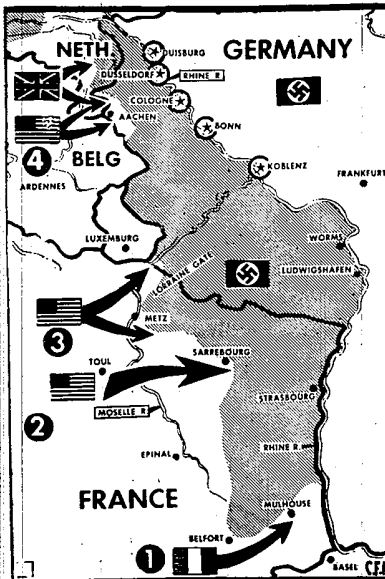 NETH.
DUISBURG
GERMANY
DUSSELDORF
RHINE R.
COLOGNE
AACHEN
BONN
4
BELG
KOBLENZ
ARDENNES
FRANKFURT
LUXEMBURG
WORMS
LORRAINE GATE
LUDWIGSHAFEN
METZ
3
SARREBOURG
TOUL
STRASBOURG
MOSELLE R.
2
RHINE R.
EPINAL
FRANCE
MULHOUSE
BELFORT
1
BASEL